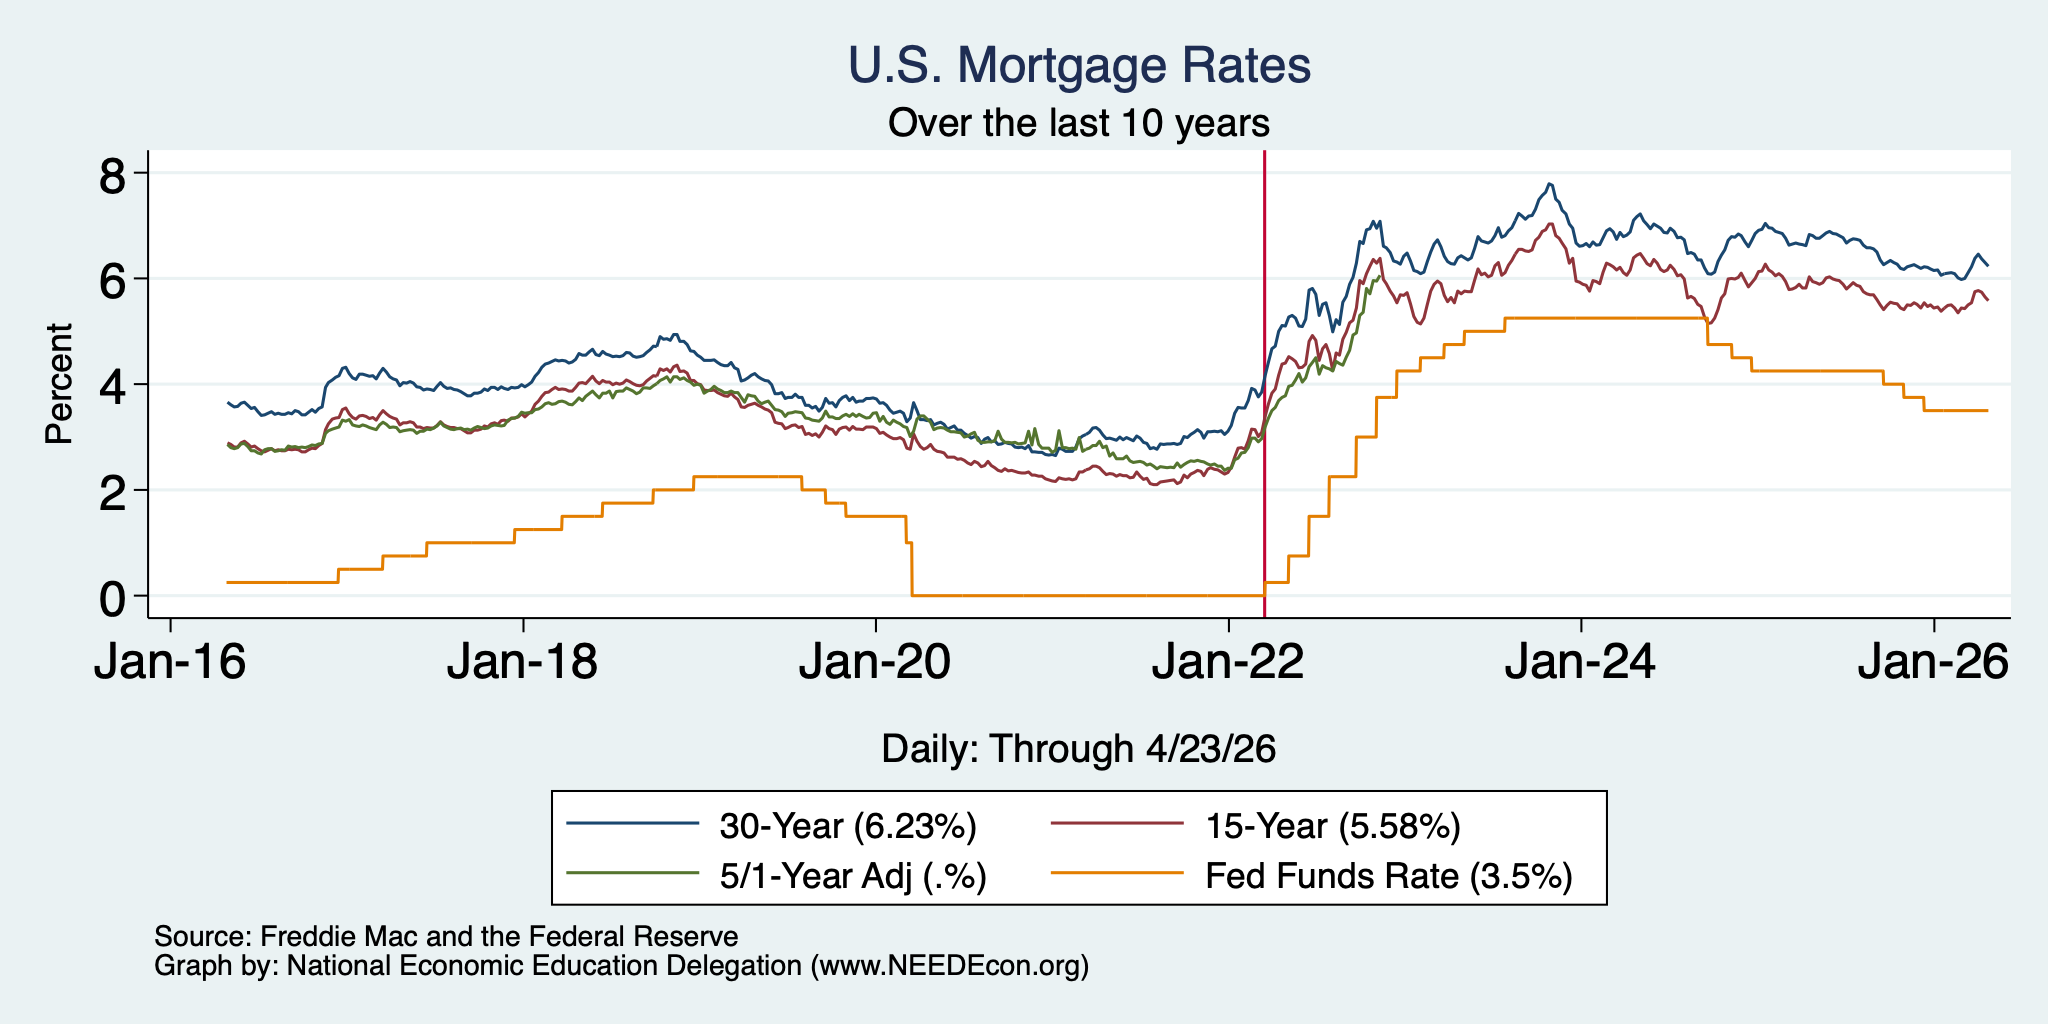 U.S. Mortgage Rates
Over the last 10 years
Percent
8
6
4
2
0
Jan-16 Jan-18 Jan-20 Jan-22 Jan-24 Jan-26
Daily: Through 4/23/26
30-Year (6.23%) 15-Year (5.58%)
5/1-Year Adj (.%) Fed Funds Rate (3.5%)
Source: Freddie Mac and the Federal Reserve
Graph by: National Economic Education Delegation (www.NEEDEcon.org)